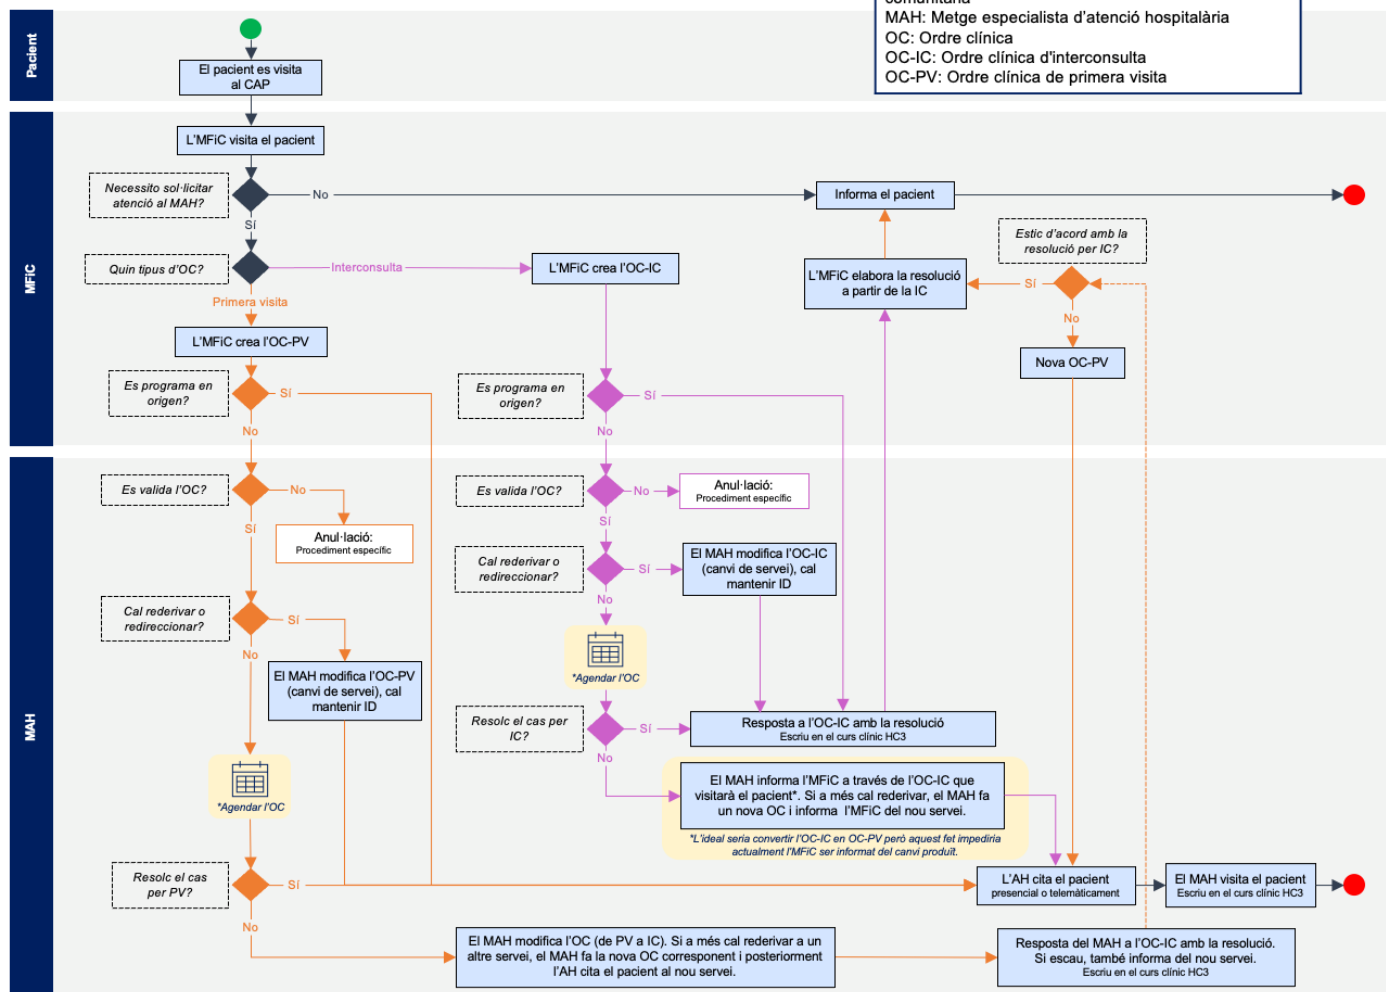 comunitària
MAH: Metge especialista d'atenció hospitalària
OC: Ordre clínica
OC-IC: Ordre clínica d'interconsulta
OC-PV: Ordre clínica de primera visita
Pacient
El pacient es visita
al CAP
MFiC
L'MFiC visita el pacient
Necessito sol·licitar
atenció al MAH?
No
Informa el pacient
Sí
Estic d'acord amb la
resolució per IC?
Quin tipus d'OC?
Interconsulta
L'MFiC crea l'OC-IC
L'MFiC elabora la resolució
a partir de la IC
Sí
Primera visita
No
L'MFiC crea l'OC-PV
Nova OC-PV
Es programa en
origen?
Sí
Es programa en
origen?
Sí
No
No
MAH
Es valida l'OC?
No
Anul·lació:
Procediment específic
Sí
Es valida l'OC?
No
Anul·lació:
Procediment específic
Sí
Cal rederivar o
redireccionar?
Sí
El MAH modifica l'OC-IC
(canvi de servei), cal
mantenir ID
No
Cal rederivar o
redireccionar?
Sí
No
El MAH modifica l'OC-PV
(canvi de servei), cal
mantenir ID
*Agendar l'OC
Resolc el cas per
IC?
Sí
Resposta a l'OC-IC amb la resolució
Escriu en el curs clínic HC3
No
El MAH informa l'MFiC a través de l'OC-IC que
visitarà el pacient*. Si a més cal rederivar, el MAH fa
un nova OC i informa l'MFiC del nou servei.
*L'ideal seria convertir l'OC-IC en OC-PV però aquest fet impediria
actualment l'MFiC ser informat del canvi produït.
*Agendar l'OC
Resolc el cas
per PV?
Sí
L'AH cita el pacient
presencial o telemàticament
El MAH visita el pacient
Escriu en el curs clínic HC3
No
El MAH modifica l'OC (de PV a IC). Si a més cal rederivar a un
altre servei, el MAH fa la nova OC corresponent i posteriorment
l'AH cita el pacient al nou servei.
Resposta del MAH a l'OC-IC amb la resolució.
Si escau, també informa del nou servei.
Escriu en el curs clínic HC3